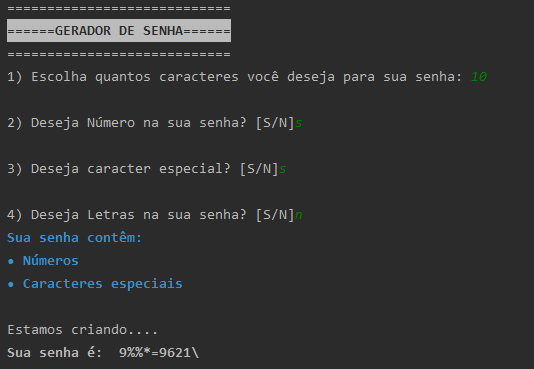 ============================
======GERADOR DE SENHA======
============================
1) Escolha quantos caracteres você deseja para sua senha: 10
2) Deseja Número na sua senha? [S/N]s
3) Deseja caracter especial? [S/N]s
4) Deseja Letras na sua senha? [S/N]n
Sua senha contêm:
• Números
• Caracteres especiais
Estamos criando....
Sua senha é:  9%%*=9621\